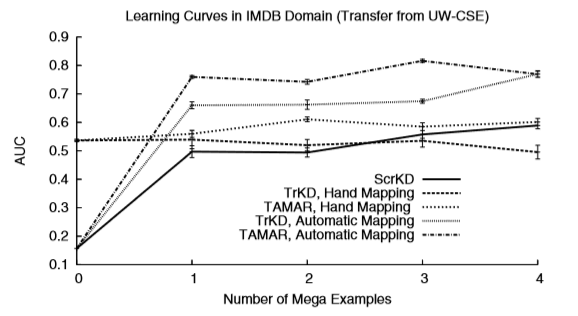 Learning Curves in IMDB Domain (Transfer from UW-CSE)
0.9
0.8
0.7
0.6
0.5
0.4
0.3
0.2
0.1
AUC
ScrKD
TrKD, Hand Mapping
TAMAR, Hand Mapping
TrKD, Automatic Mapping
TAMAR, Automatic Mapping
0 1 2 3 4
Number of Mega Examples